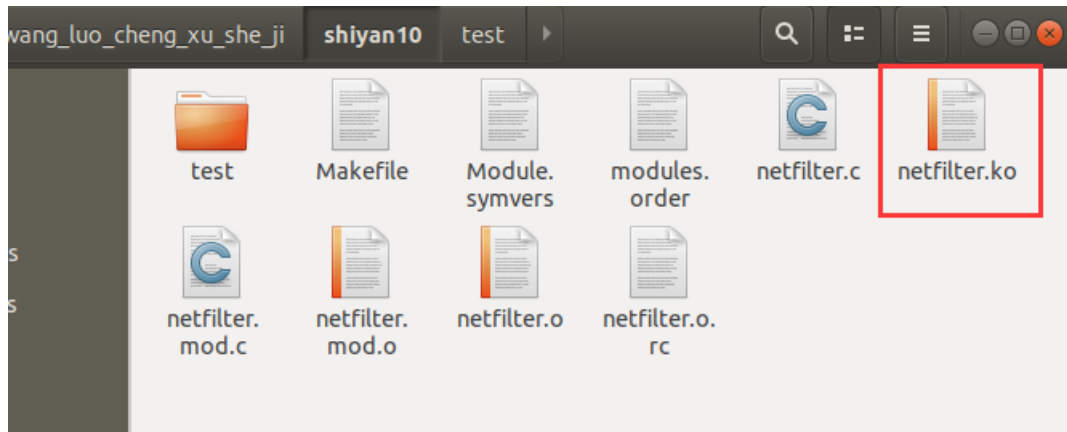 wang_luo_cheng_xu_she_ji shiyan10 test
test Makefile Module. modules. netfilter.c netfilter.ko
symvers order
s
s
netfilter. netfilter. netfilter.o netfilter.o.
mod.c mod.o rc